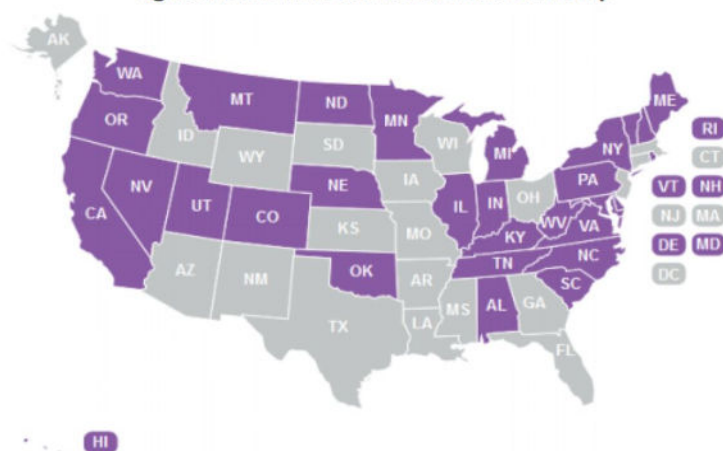 AK
WA
ME
MT
ND
RI
OR
MN
ID
SD
WI
NY
CT
WY
MI
IA
PA
VT NH
NE
NV
OH
IL
IN
UT
NJ MA
CA
CO
WV
VA
KS
MO
KY
DE MD
NC
TN
OK
DC
AZ
NM
AR
SC
MS
AL
GA
TX
LA
FL
HI